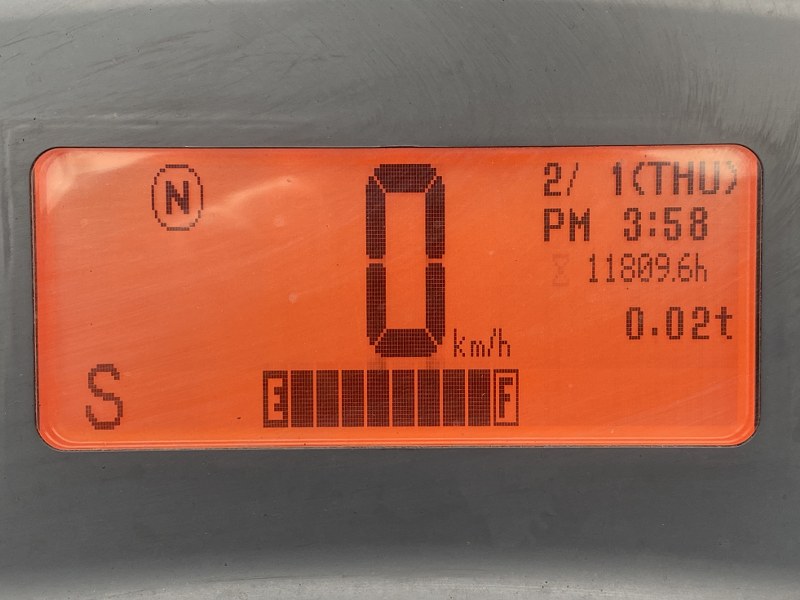 N
0 km/h
2/ 1(THU)
PM 3:58
11809.6h
0.02t
S
E F